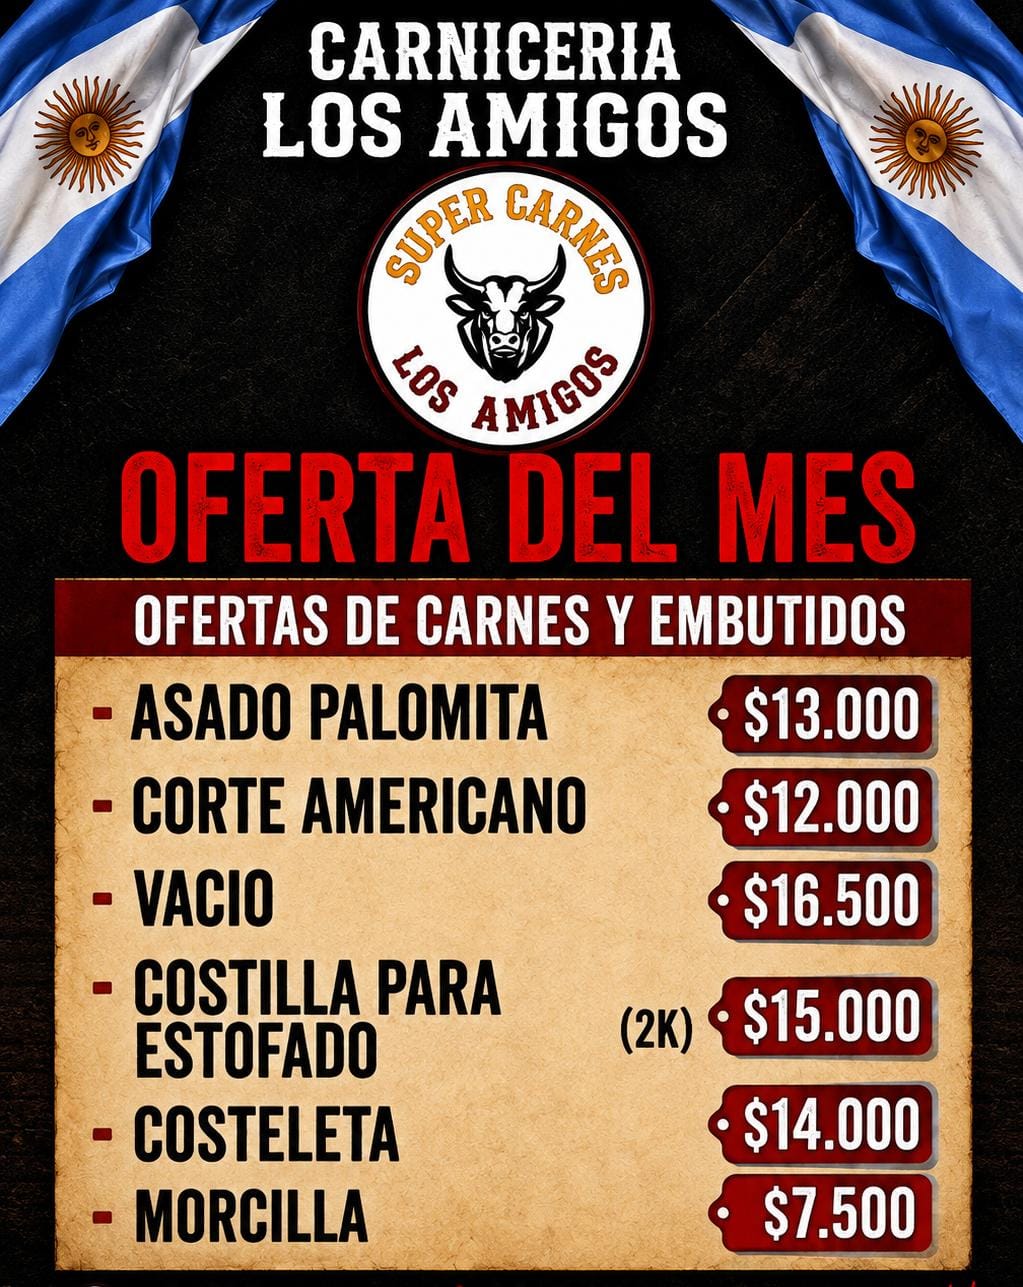 CARNICERIA
LOS AMIGOS
SUPER CARNES
LOS AMIGOS
OFERTA DEL MES
OFERTAS DE CARNES Y EMBUTIDOS
- ASADO PALOMITA $13.000
- CORTE AMERICANO $12.000
- VACIO $16.500
- COSTILLA PARA
ESTOFADO (2K) $15.000
- COSTELETA $14.000
- MORCILLA $7.500